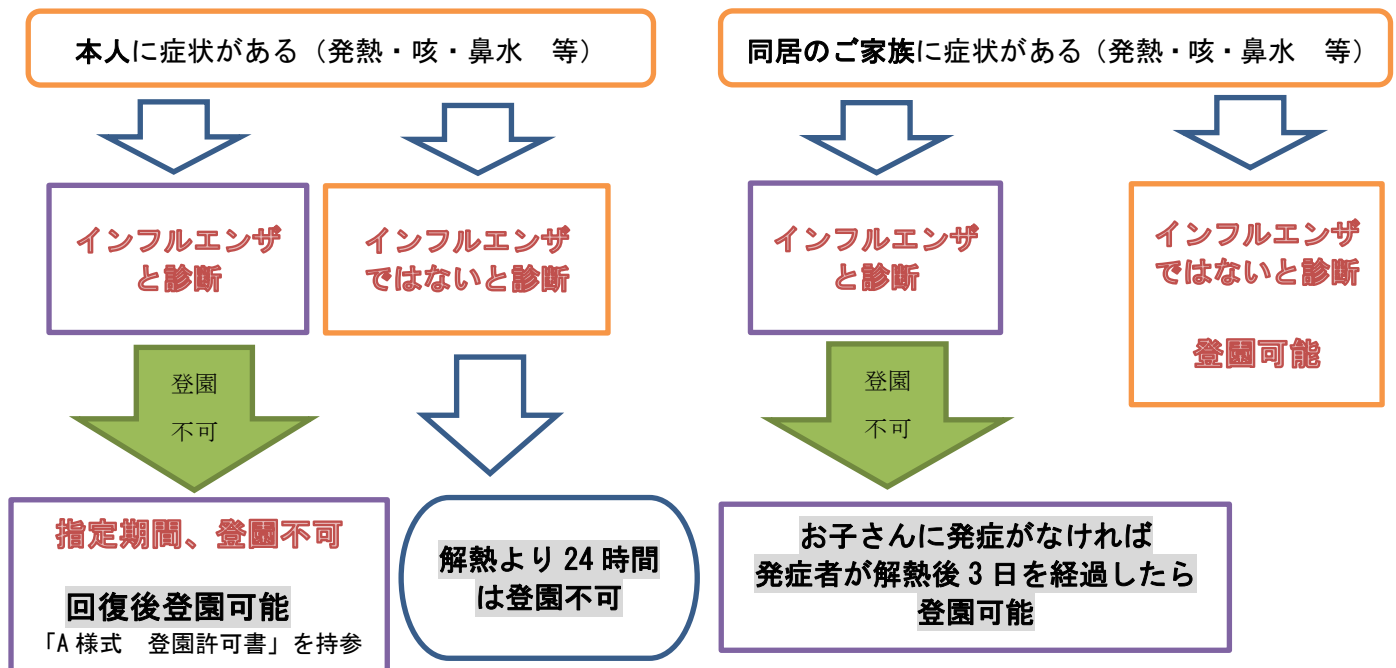 本人に症状がある（発熱・咳・鼻水　等）
同居のご家族に症状がある（発熱・咳・鼻水　等）
インフルエンザ
と診断
インフルエンザ
ではないと診断
インフルエンザ
と診断
インフルエンザ
ではないと診断
登園可能
登園
不可
登園
不可
指定期間、登園不可
回復後登園可能
「A様式　登園許可書」を持参
解熱より24時間
は登園不可
お子さんに発症がなければ
発症者が解熱後3日を経過したら
登園可能